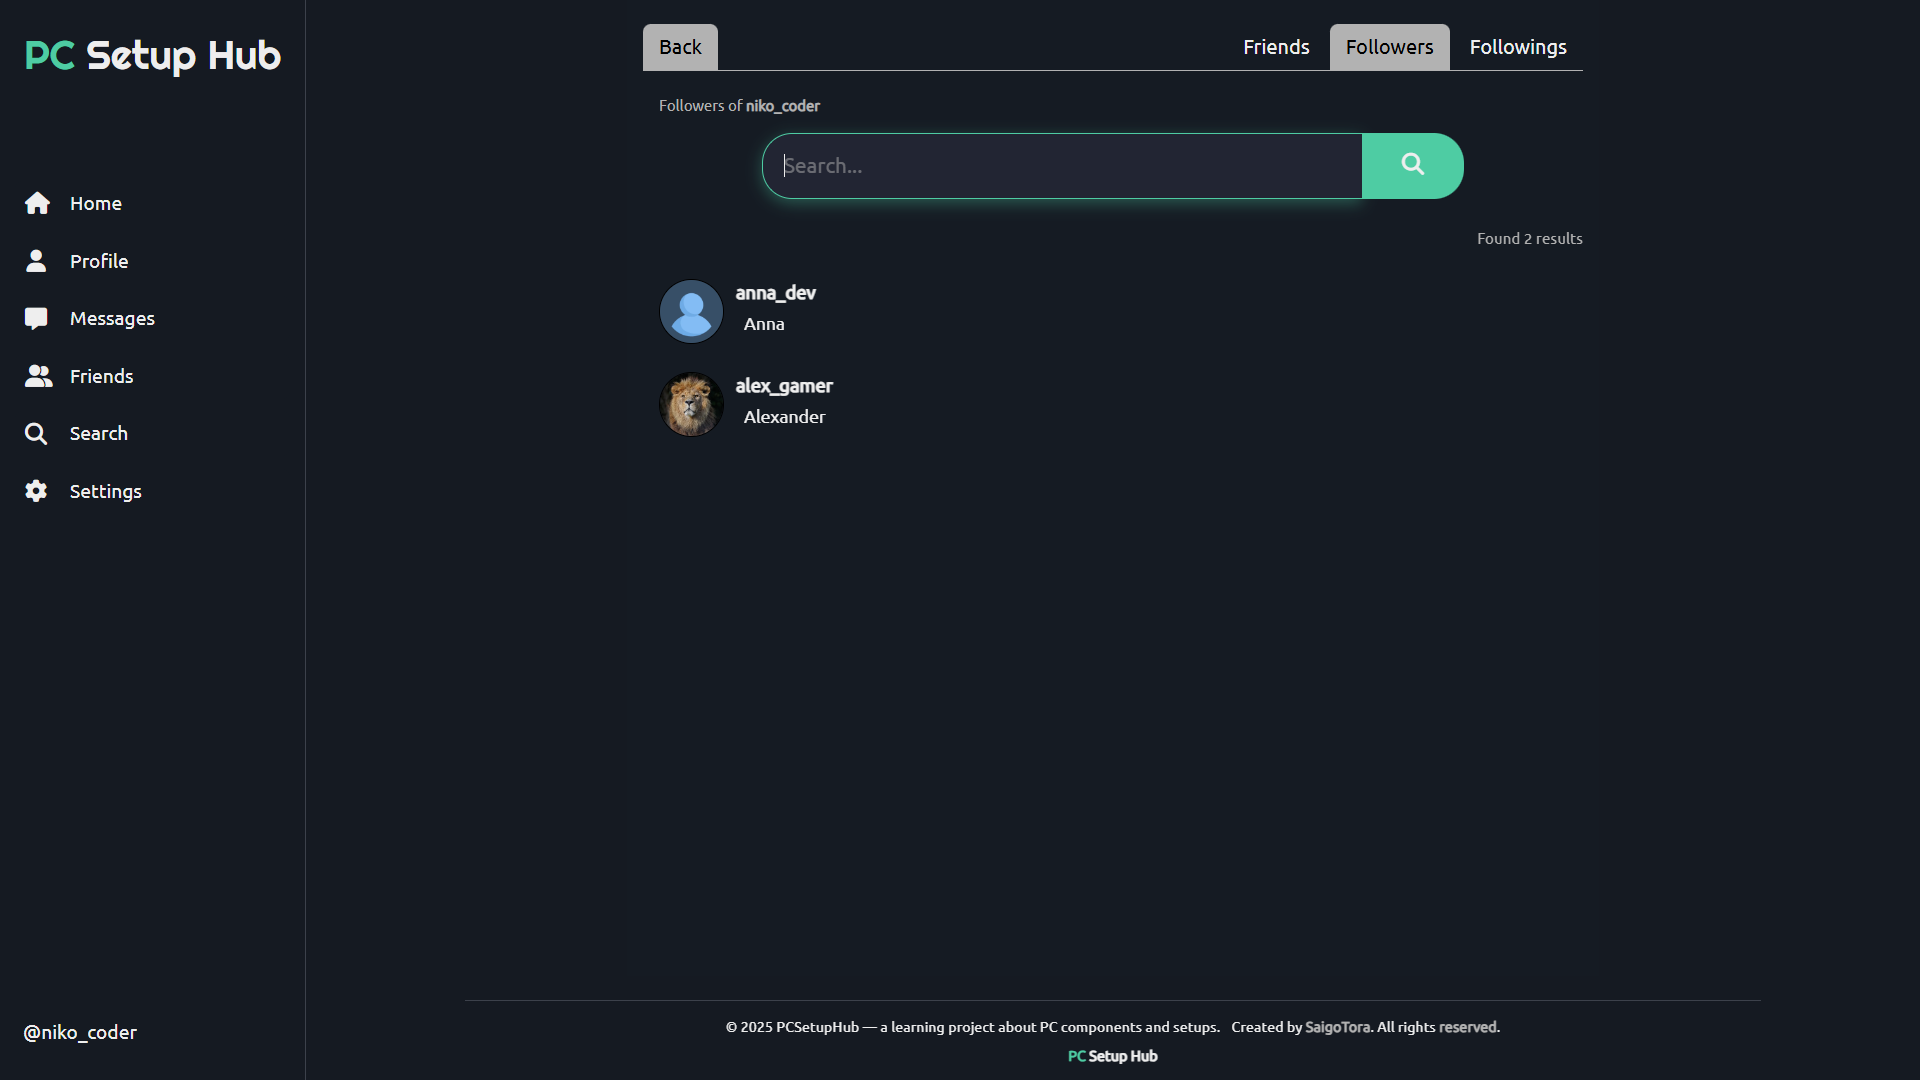 PC Setup Hub
Home
Profile
Messages
Friends
Search
Settings
@niko_coder
Back
Friends
Followers
Followings
Followers of niko_coder
Search...
Found 2 results
anna_dev
Anna
alex_gamer
Alexander
© 2025 PCSetupHub — a learning project about PC components and setups. Created by SaigoTora. All rights reserved.
PC Setup Hub